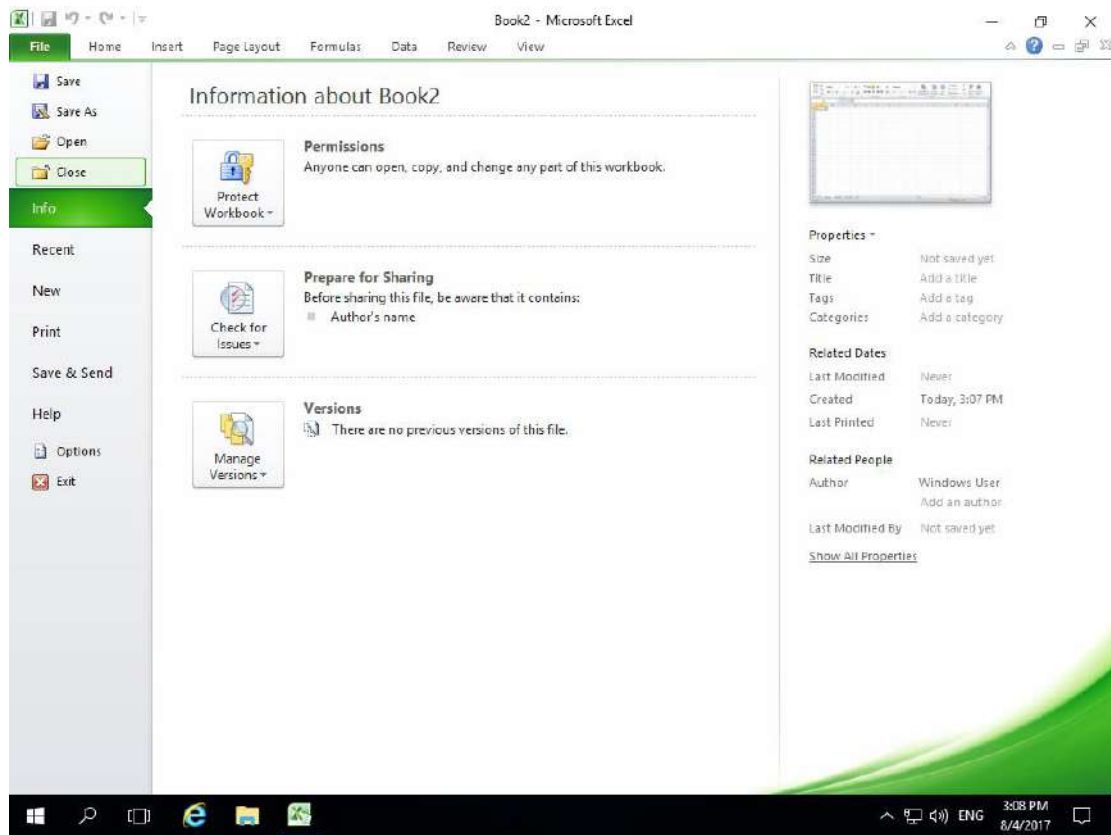 Book2 - Microsoft Excel
File Home Insert Page Layout Formulas Data Review View
Save
Save As
Open
Close
Info
Recent
New
Print
Save & Send
Help
Options
Exit
Information about Book2
Protect
Workbook
Permissions
Anyone can open, copy, and change any part of this workbook.
Check for
Issues
Prepare for Sharing
Before sharing this file, be aware that it contains:
Author's name
Manage
Versions
Versions
There are no previous versions of this file.
Properties
Size Not saved yet
Title Add a title
Tags Add a tag
Categories Add a category
Related Dates
Last Modified Never
Created Today, 3:07 PM
Last Printed Never
Related People
Author Windows User
Add an author
Last Modified By Not saved yet
Show All Properties
ENG
3:08 PM
8/4/2017